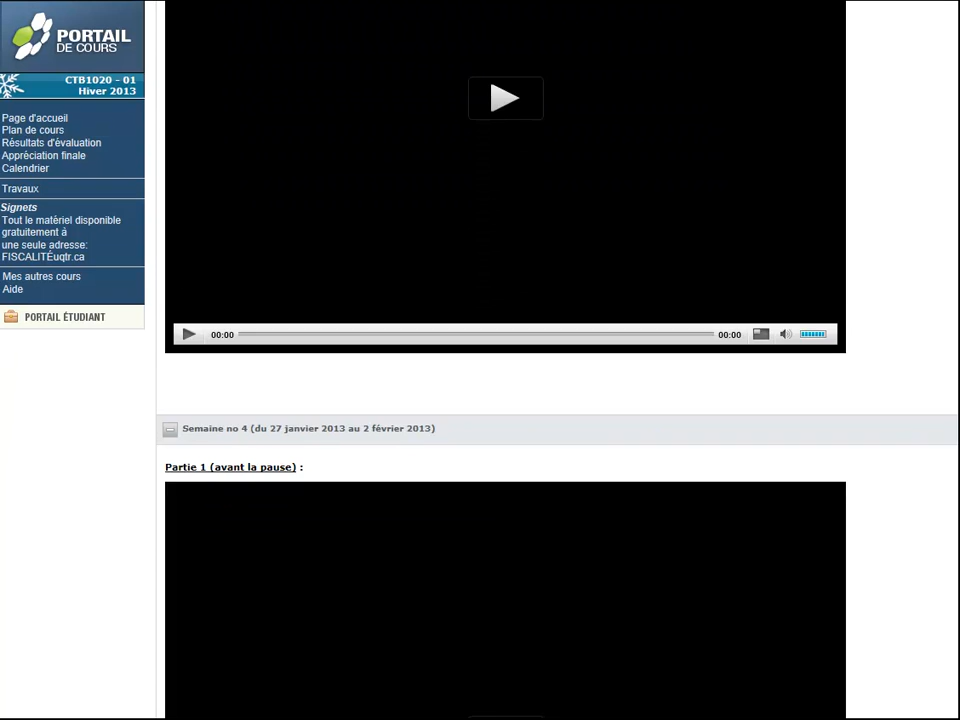 PORTAIL
DE COURS
CTB1020 - 01
Hiver 2013
Page d'accueil
Plan de cours
Résultats d'évaluation
Appréciation finale
Calendrier
Travaux
Signets
Tout le matériel disponible
gratuitement à
une seule adresse:
FISCALITÉuqtr.ca
Mes autres cours
Aide
PORTAIL ÉTUDIANT
00:00
00:00
Semaine no 4 (du 27 janvier 2013 au 2 février 2013)
Partie 1 (avant la pause) :